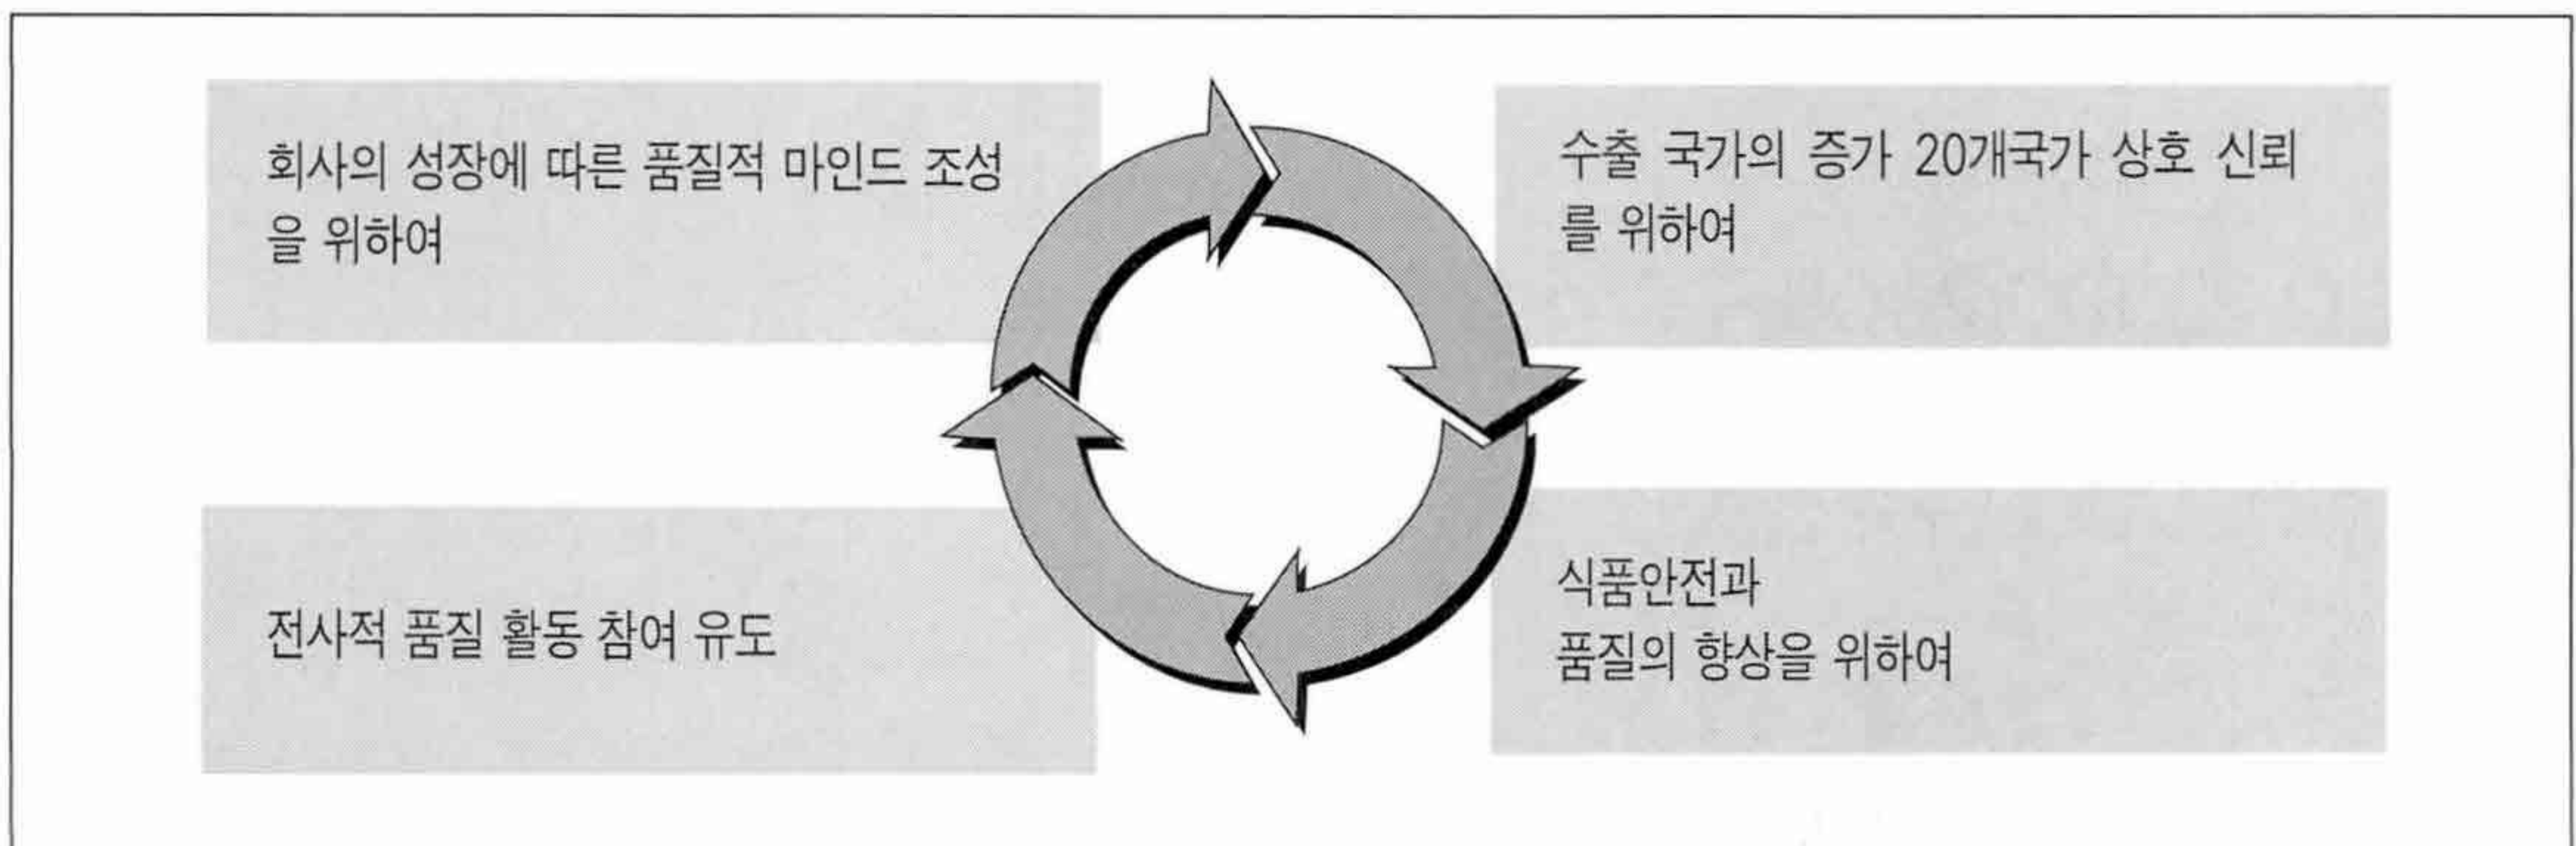 회사의 성장에 따른 품질적 마인드 조성
을 위하여
수출 국가의 증가 20개국가 상호 신뢰
를 위하여
전사적 품질 활동 참여 유도
식품안전과
품질의 향상을 위하여